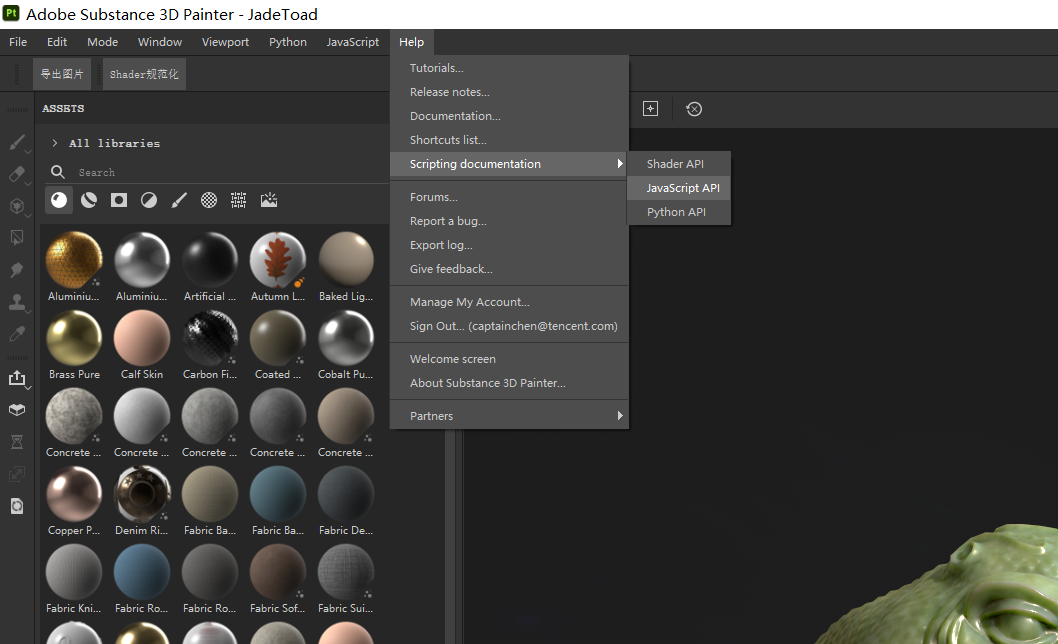 Pt Adobe Substance 3D Painter - JadeToad
File Edit Mode Window Viewport Python JavaScript Help
导出图片 Shader规范化
Tutorials...
Release notes...
Documentation...
Shortcuts list...
Scripting documentation
Shader API
JavaScript API
Python API
Forums...
Report a bug...
Export log...
Give feedback...
Manage My Account...
Sign Out... (captainchen@tencent.com)
Welcome screen
About Substance 3D Painter...
Partners
ASSETS
All libraries
Search
Aluminiu... Aluminiu... Artificial ... Autumn L... Baked Lig...
Brass Pure Calf Skin Carbon Fi... Coated ... Cobalt Pu...
Concrete ... Concrete ... Concrete ... Concrete ... Concrete ...
Copper P... Denim Ri... Fabric Ba... Fabric Ba... Fabric De...
Fabric Kni... Fabric Ro... Fabric Ro... Fabric Sof... Fabric Sui...